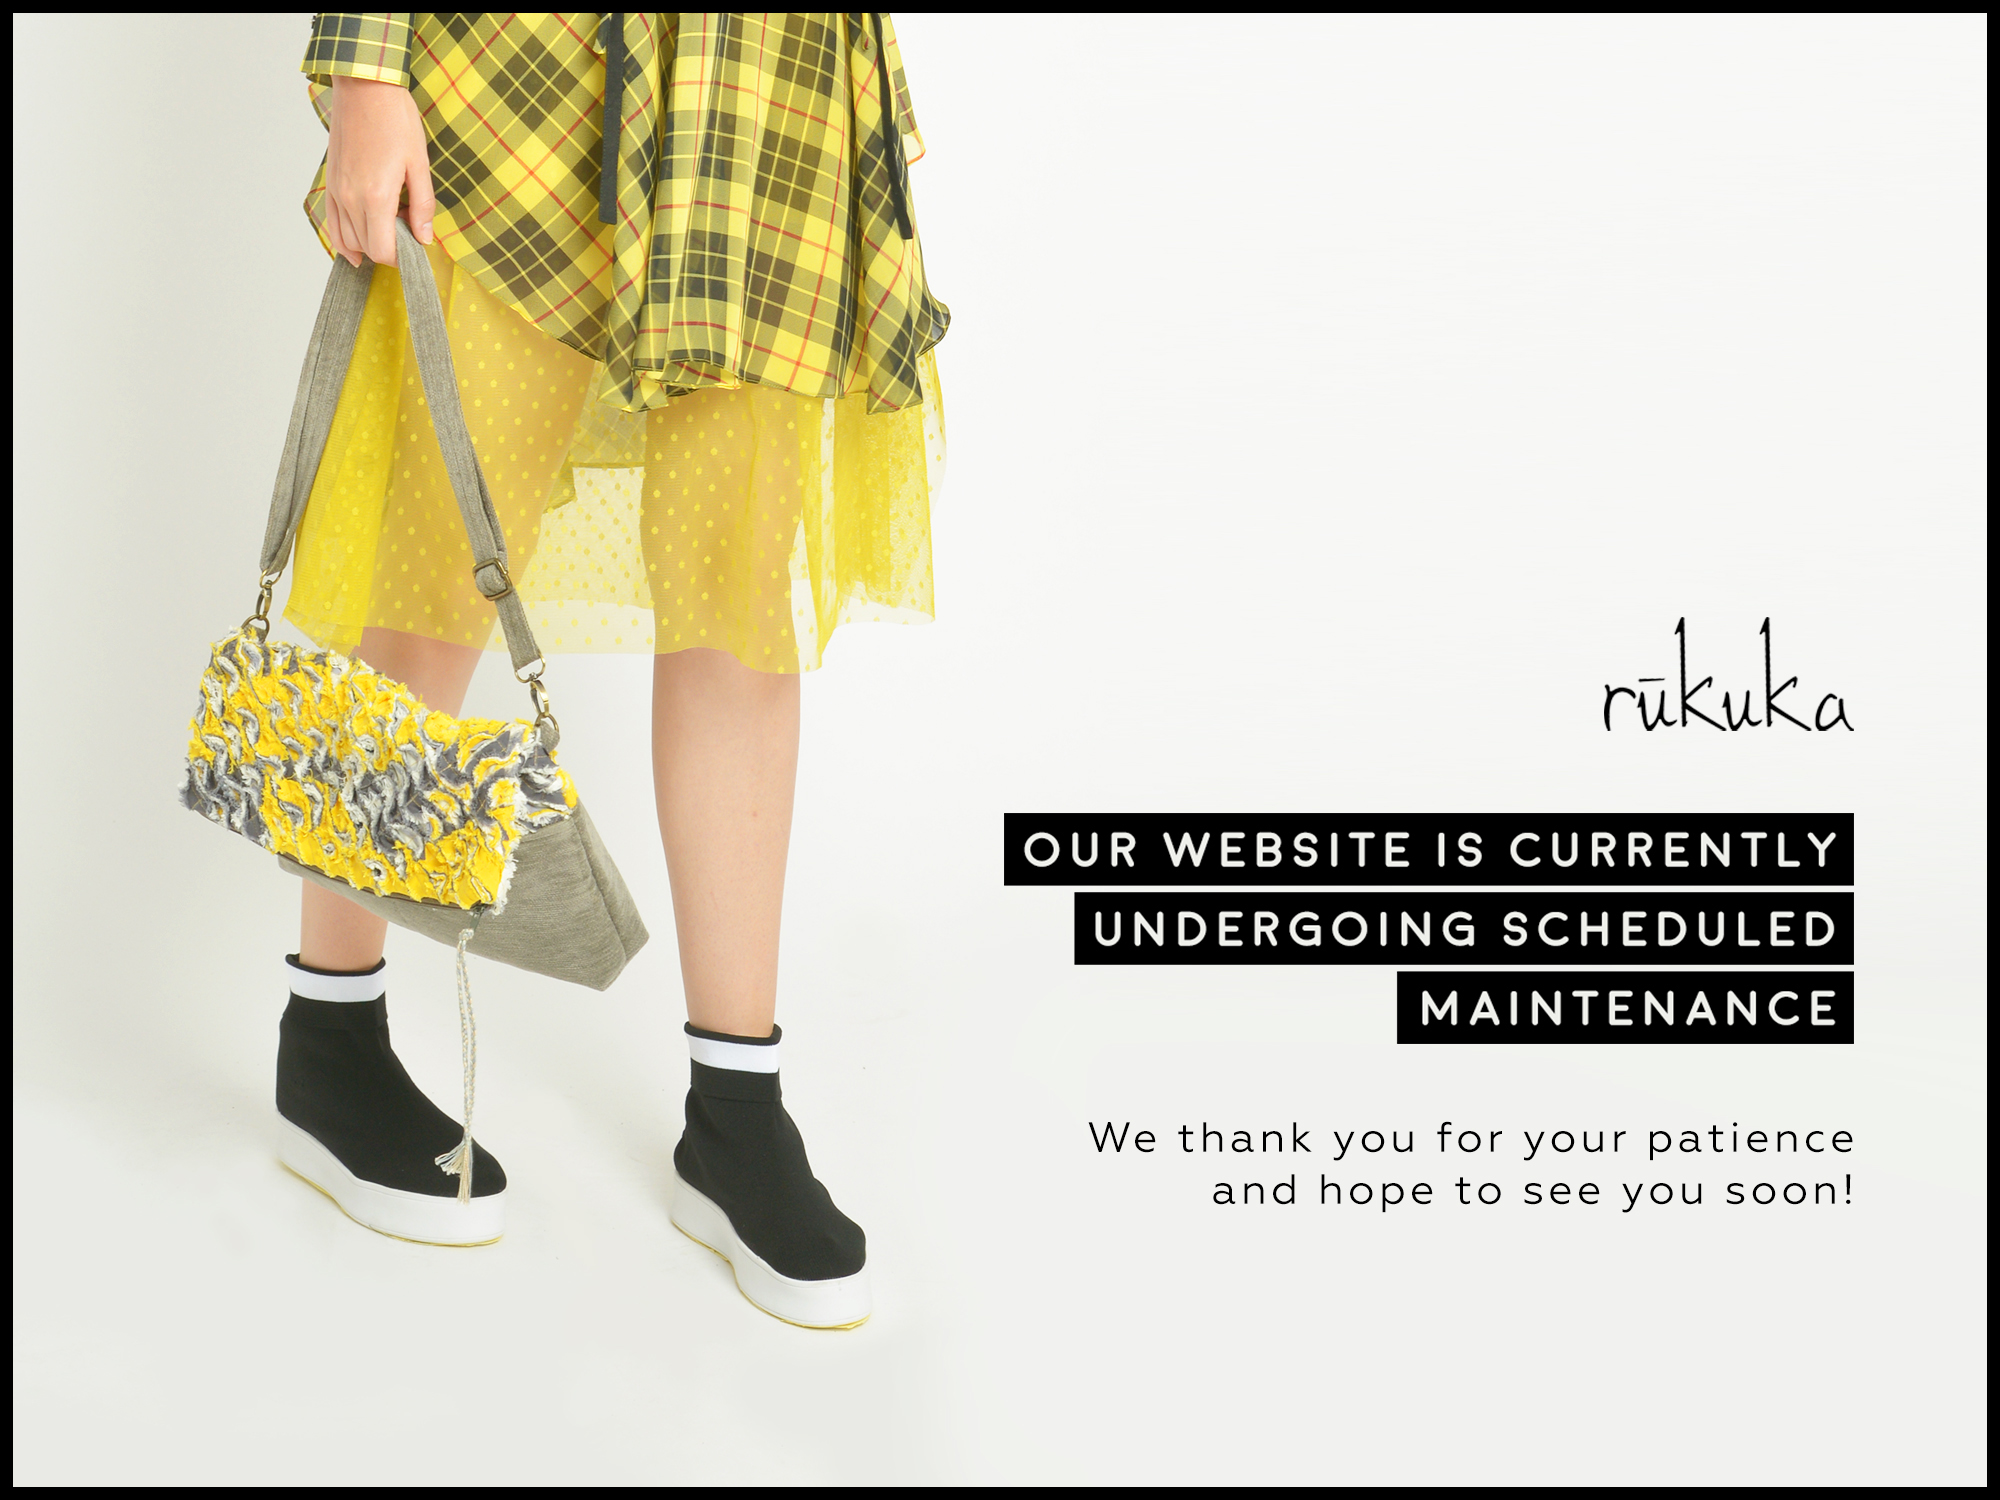 rūkuka
OUR WEBSITE IS CURRENTLY
UNDERGOING SCHEDULED
MAINTENANCE
We thank you for your patience
and hope to see you soon!